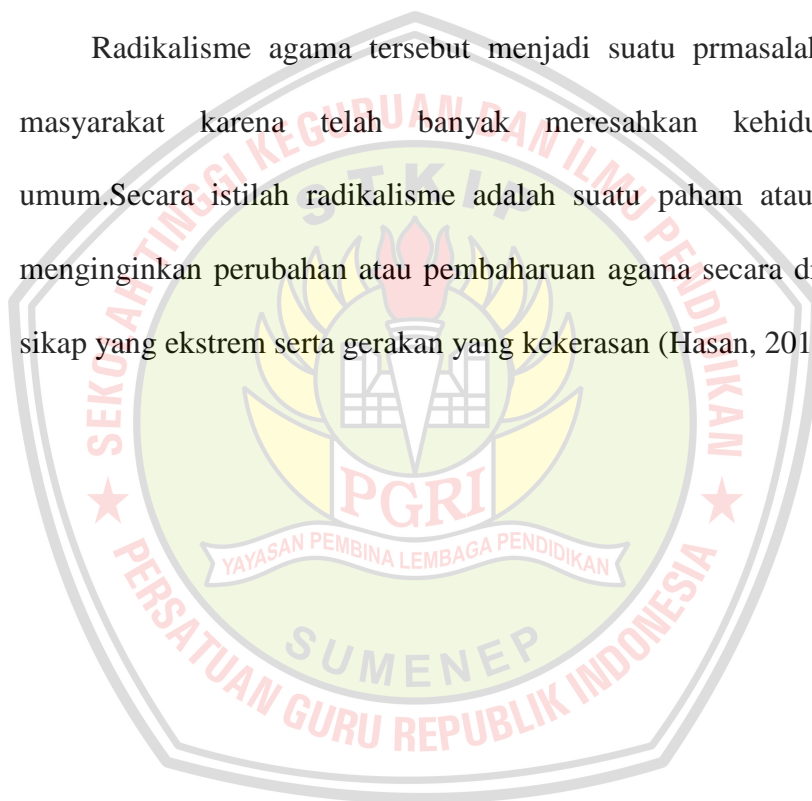 Radikalisme agama tersebut menjadi suatu prmasalah
masyarakat karena telah banyak meresahkan kehidu
umum.Secara istilah radikalisme adalah suatu paham atau
menginginkan perubahan atau pembaharuan agama secara
sikap yang ekstrem serta gerakan yang kekerasan (Hasan, 201
SEKOLAH TINGGI KEGURUAN DAN ILMU PENDIDIKAN
STKIP
PGRI
YAYASAN PEMBINA LEMBAGA PENDIDIKAN
SUMENEP
PERSATUAN GURU REPUBLIK INDONESIA